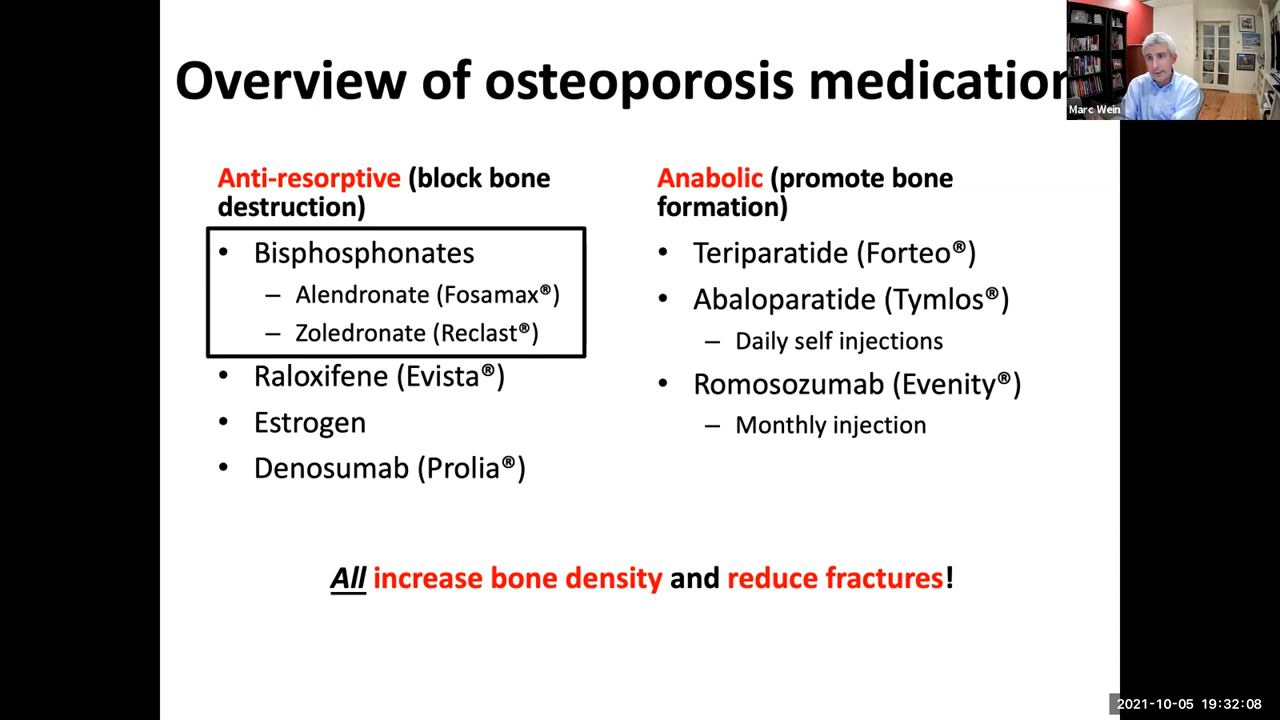 Overview of osteoporosis medication
Marc Wein
Anti-resorptive (block bone
destruction)
• Bisphosphonates
– Alendronate (Fosamax®)
– Zoledronate (Reclast®)
• Raloxifene (Evista®)
• Estrogen
• Denosumab (Prolia®)
Anabolic (promote bone
formation)
• Teriparatide (Forteo®)
• Abaloparatide (Tymlos®)
– Daily self injections
• Romosozumab (Evenity®)
– Monthly injection
All increase bone density and reduce fractures!
2021-10-05 19:32:08